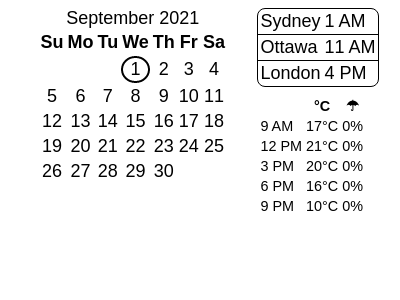 September 2021
Su Mo Tu We Th Fr Sa
1 2 3 4
5 6 7 8 9 10 11
12 13 14 15 16 17 18
19 20 21 22 23 24 25
26 27 28 29 30
Sydney 1 AM
Ottawa 11 AM
London 4 PM
°C ☂
9 AM 17°C 0%
12 PM 21°C 0%
3 PM 20°C 0%
6 PM 16°C 0%
9 PM 10°C 0%